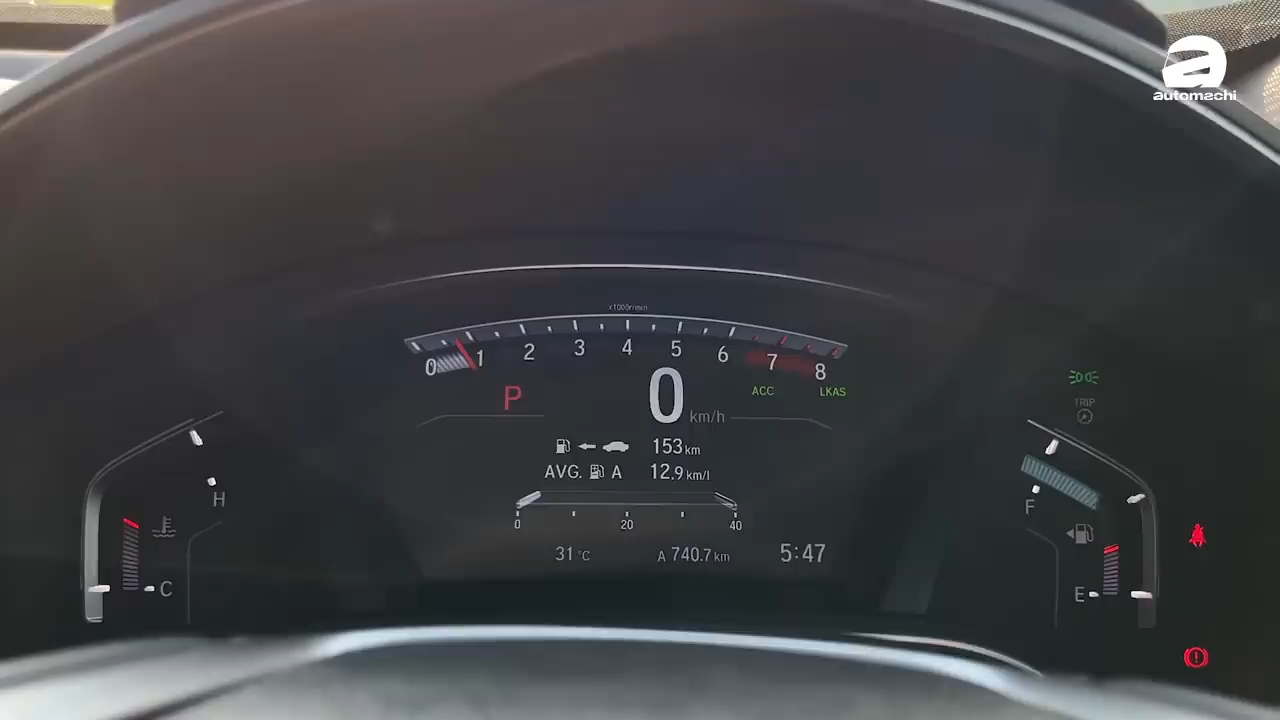 automachi
x1000r/min
0 1 2 3 4 5 6 7 8
P
0 km/h
ACC
LKAS
TRIP
153 km
AVG. A 12.9 km/l
0 20 40
31 °C
A 740.7 km
5:47
H
C
F
E